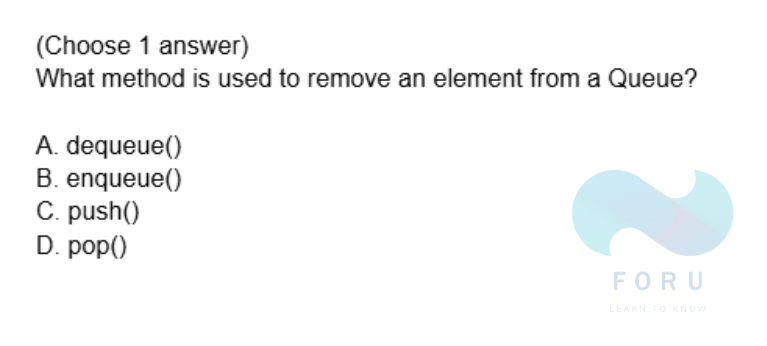 (Choose 1 answer)
What method is used to remove an element from a Queue?
A. dequeue()
B. enqueue()
C. push()
D. pop()
FORU
LEARN TO KNOW